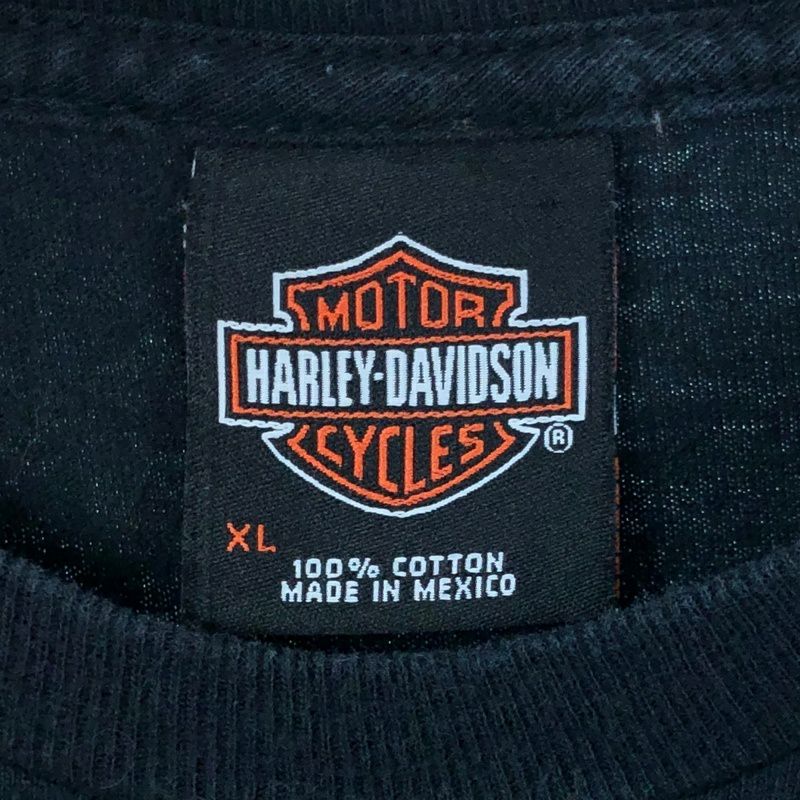 MOTOR
HARLEY-DAVIDSON
CYCLES
®
XL
100% COTTON
MADE IN MEXICO